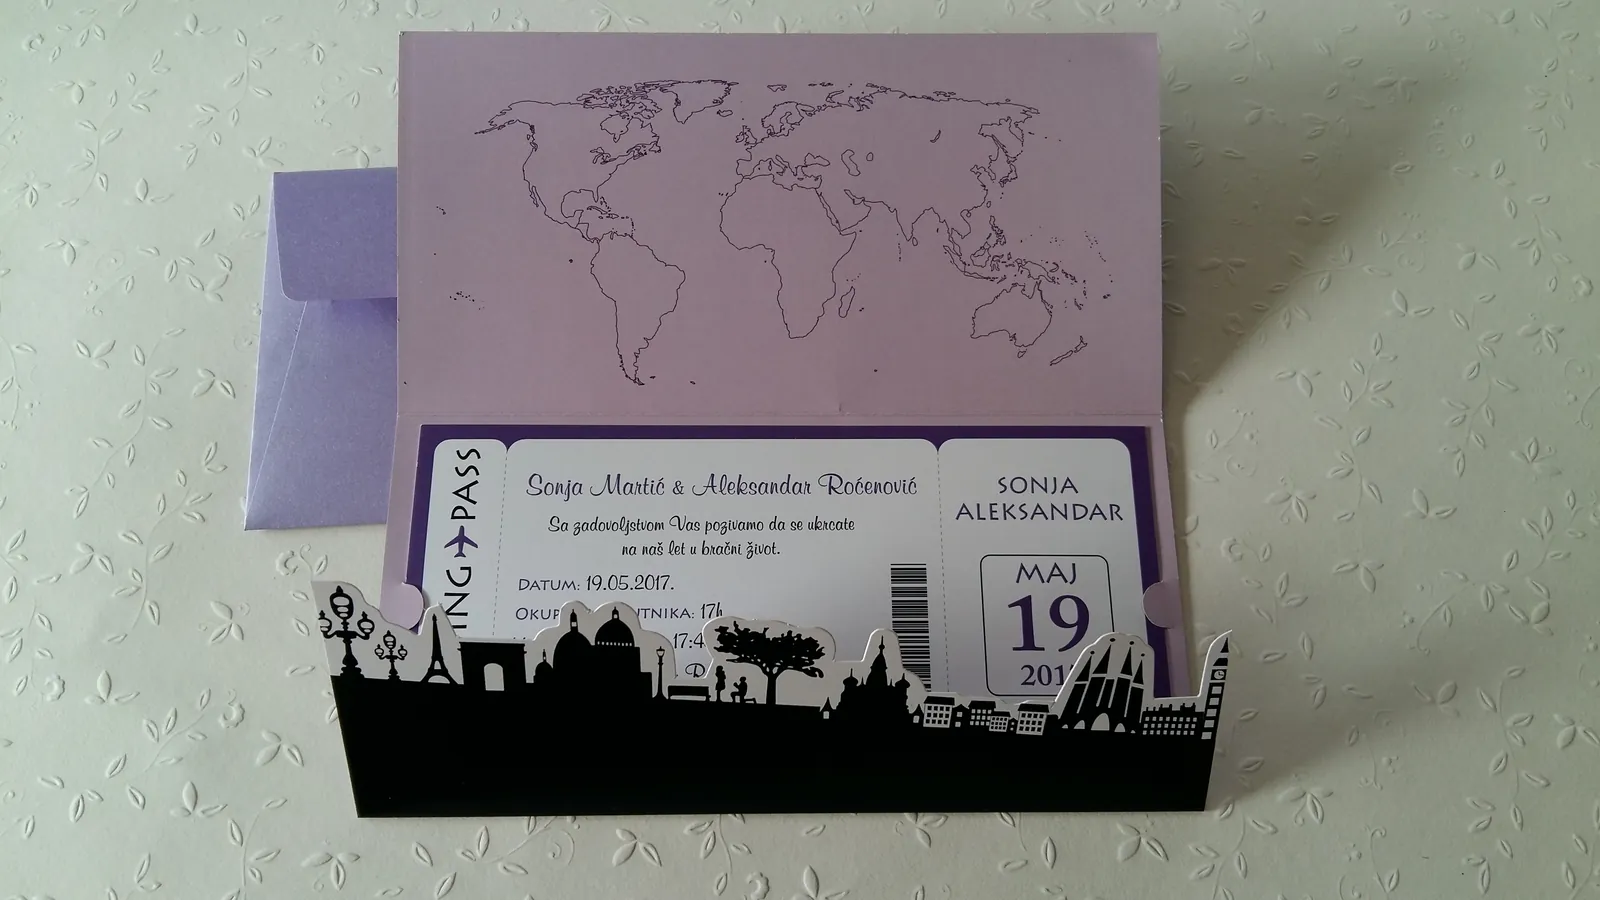 PASS
Sonja Martić & Aleksandar Roćenović
Sa zadovoljstvom Vas pozivamo da se ukrcate
na naš let u bračni život.
DATUM: 19.05.2017.
17h
SONJA
ALEKSANDAR
MAJ
19